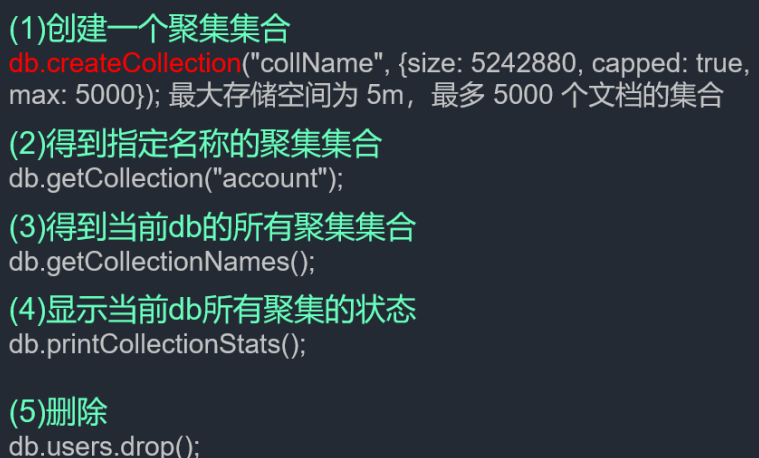 (1)创建一个聚集集合
db.createCollection("collName", {size: 5242880, capped: true,
max: 5000}); 最大存储空间为 5m，最多 5000 个文档的集合
(2)得到指定名称的聚集集合
db.getCollection("account");
(3)得到当前db的所有聚集集合
db.getCollectionNames();
(4)显示当前db所有聚集的状态
db.printCollectionStats();
(5)删除
db.users.drop();